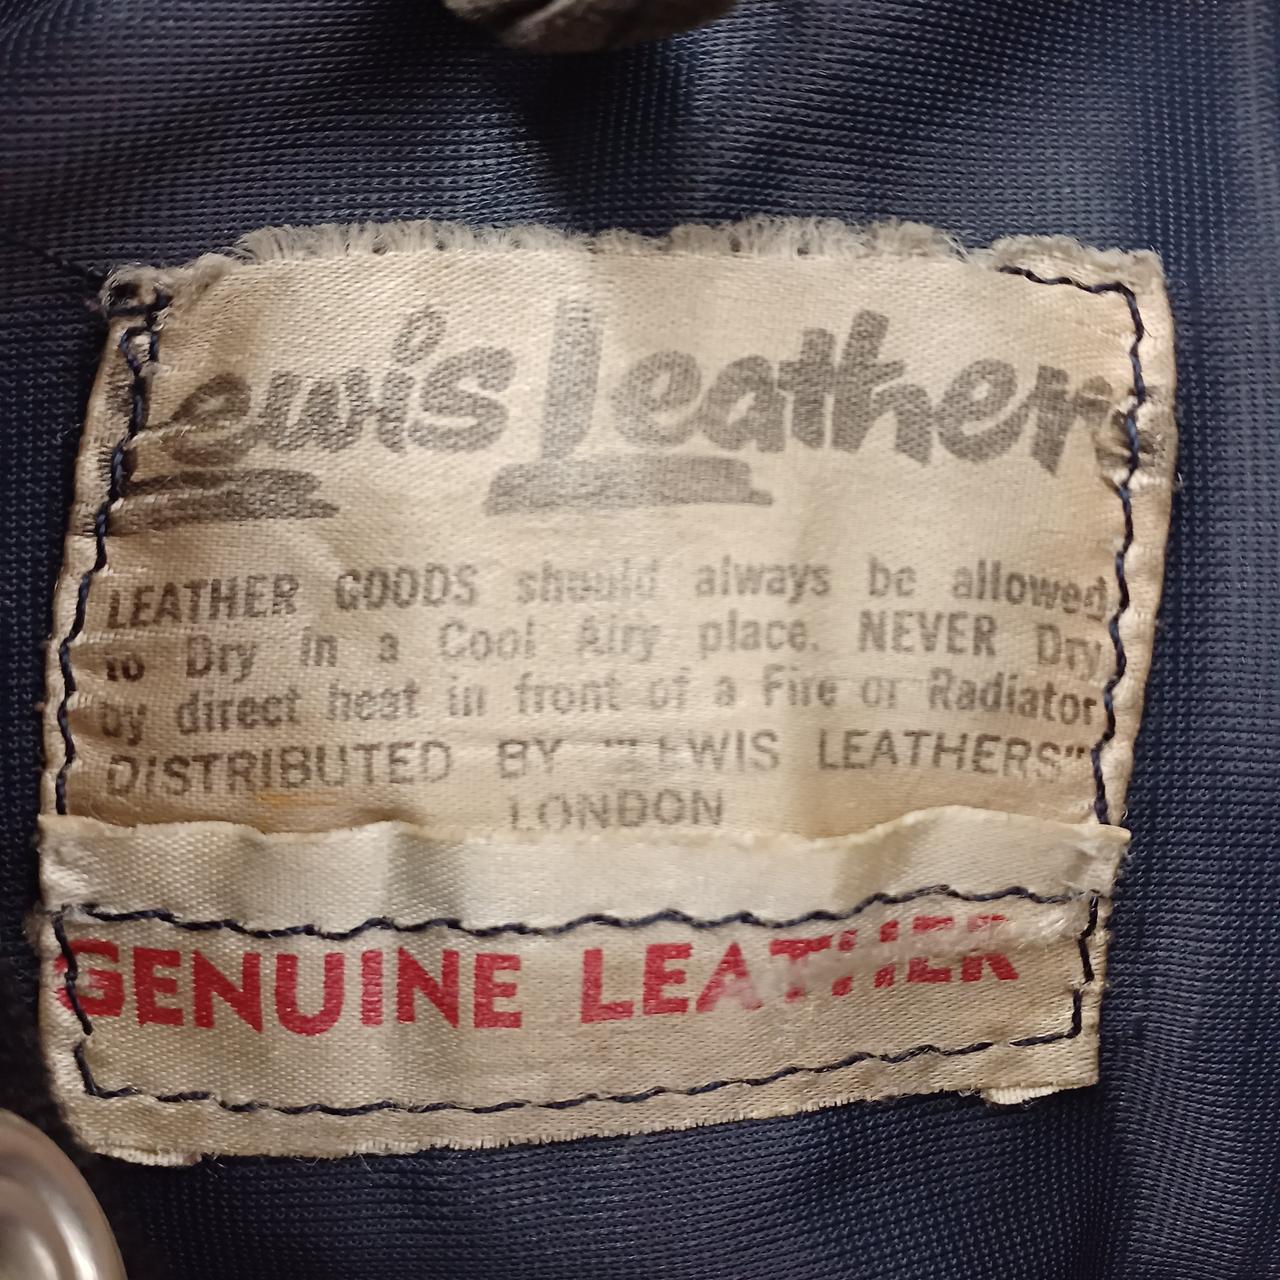 Lewis Leathers
LEATHER GOODS should always be allowed
to Dry in a Cool Airy place. NEVER Dry
by direct heat in front of a Fire or Radiator
DISTRIBUTED BY "LEWIS LEATHERS"
LONDON
GENUINE LEATHER